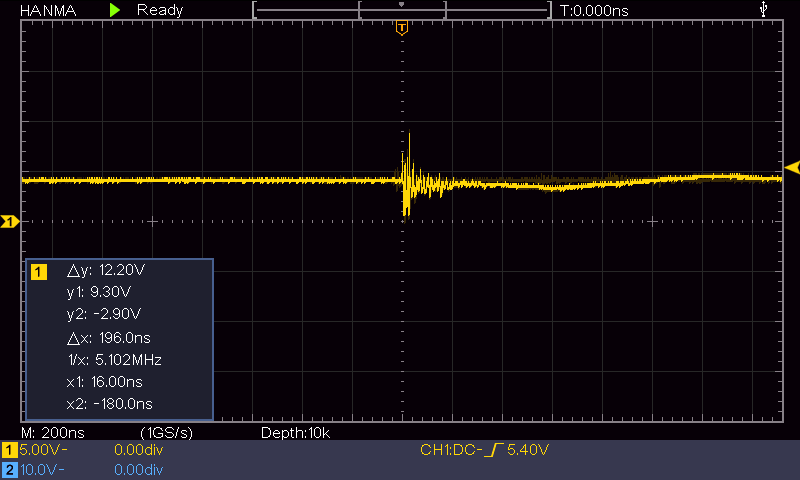 HANMA Ready T:0.000ns
T
1
1 △y: 12.20V
y1: 9.30V
y2: -2.90V
△x: 196.0ns
1/x: 5.102MHz
x1: 16.00ns
x2: -180.0ns
M: 200ns (1GS/s) Depth:10k
1 5.00V- 0.00div CH1:DC- 5.40V
2 10.0V- 0.00div